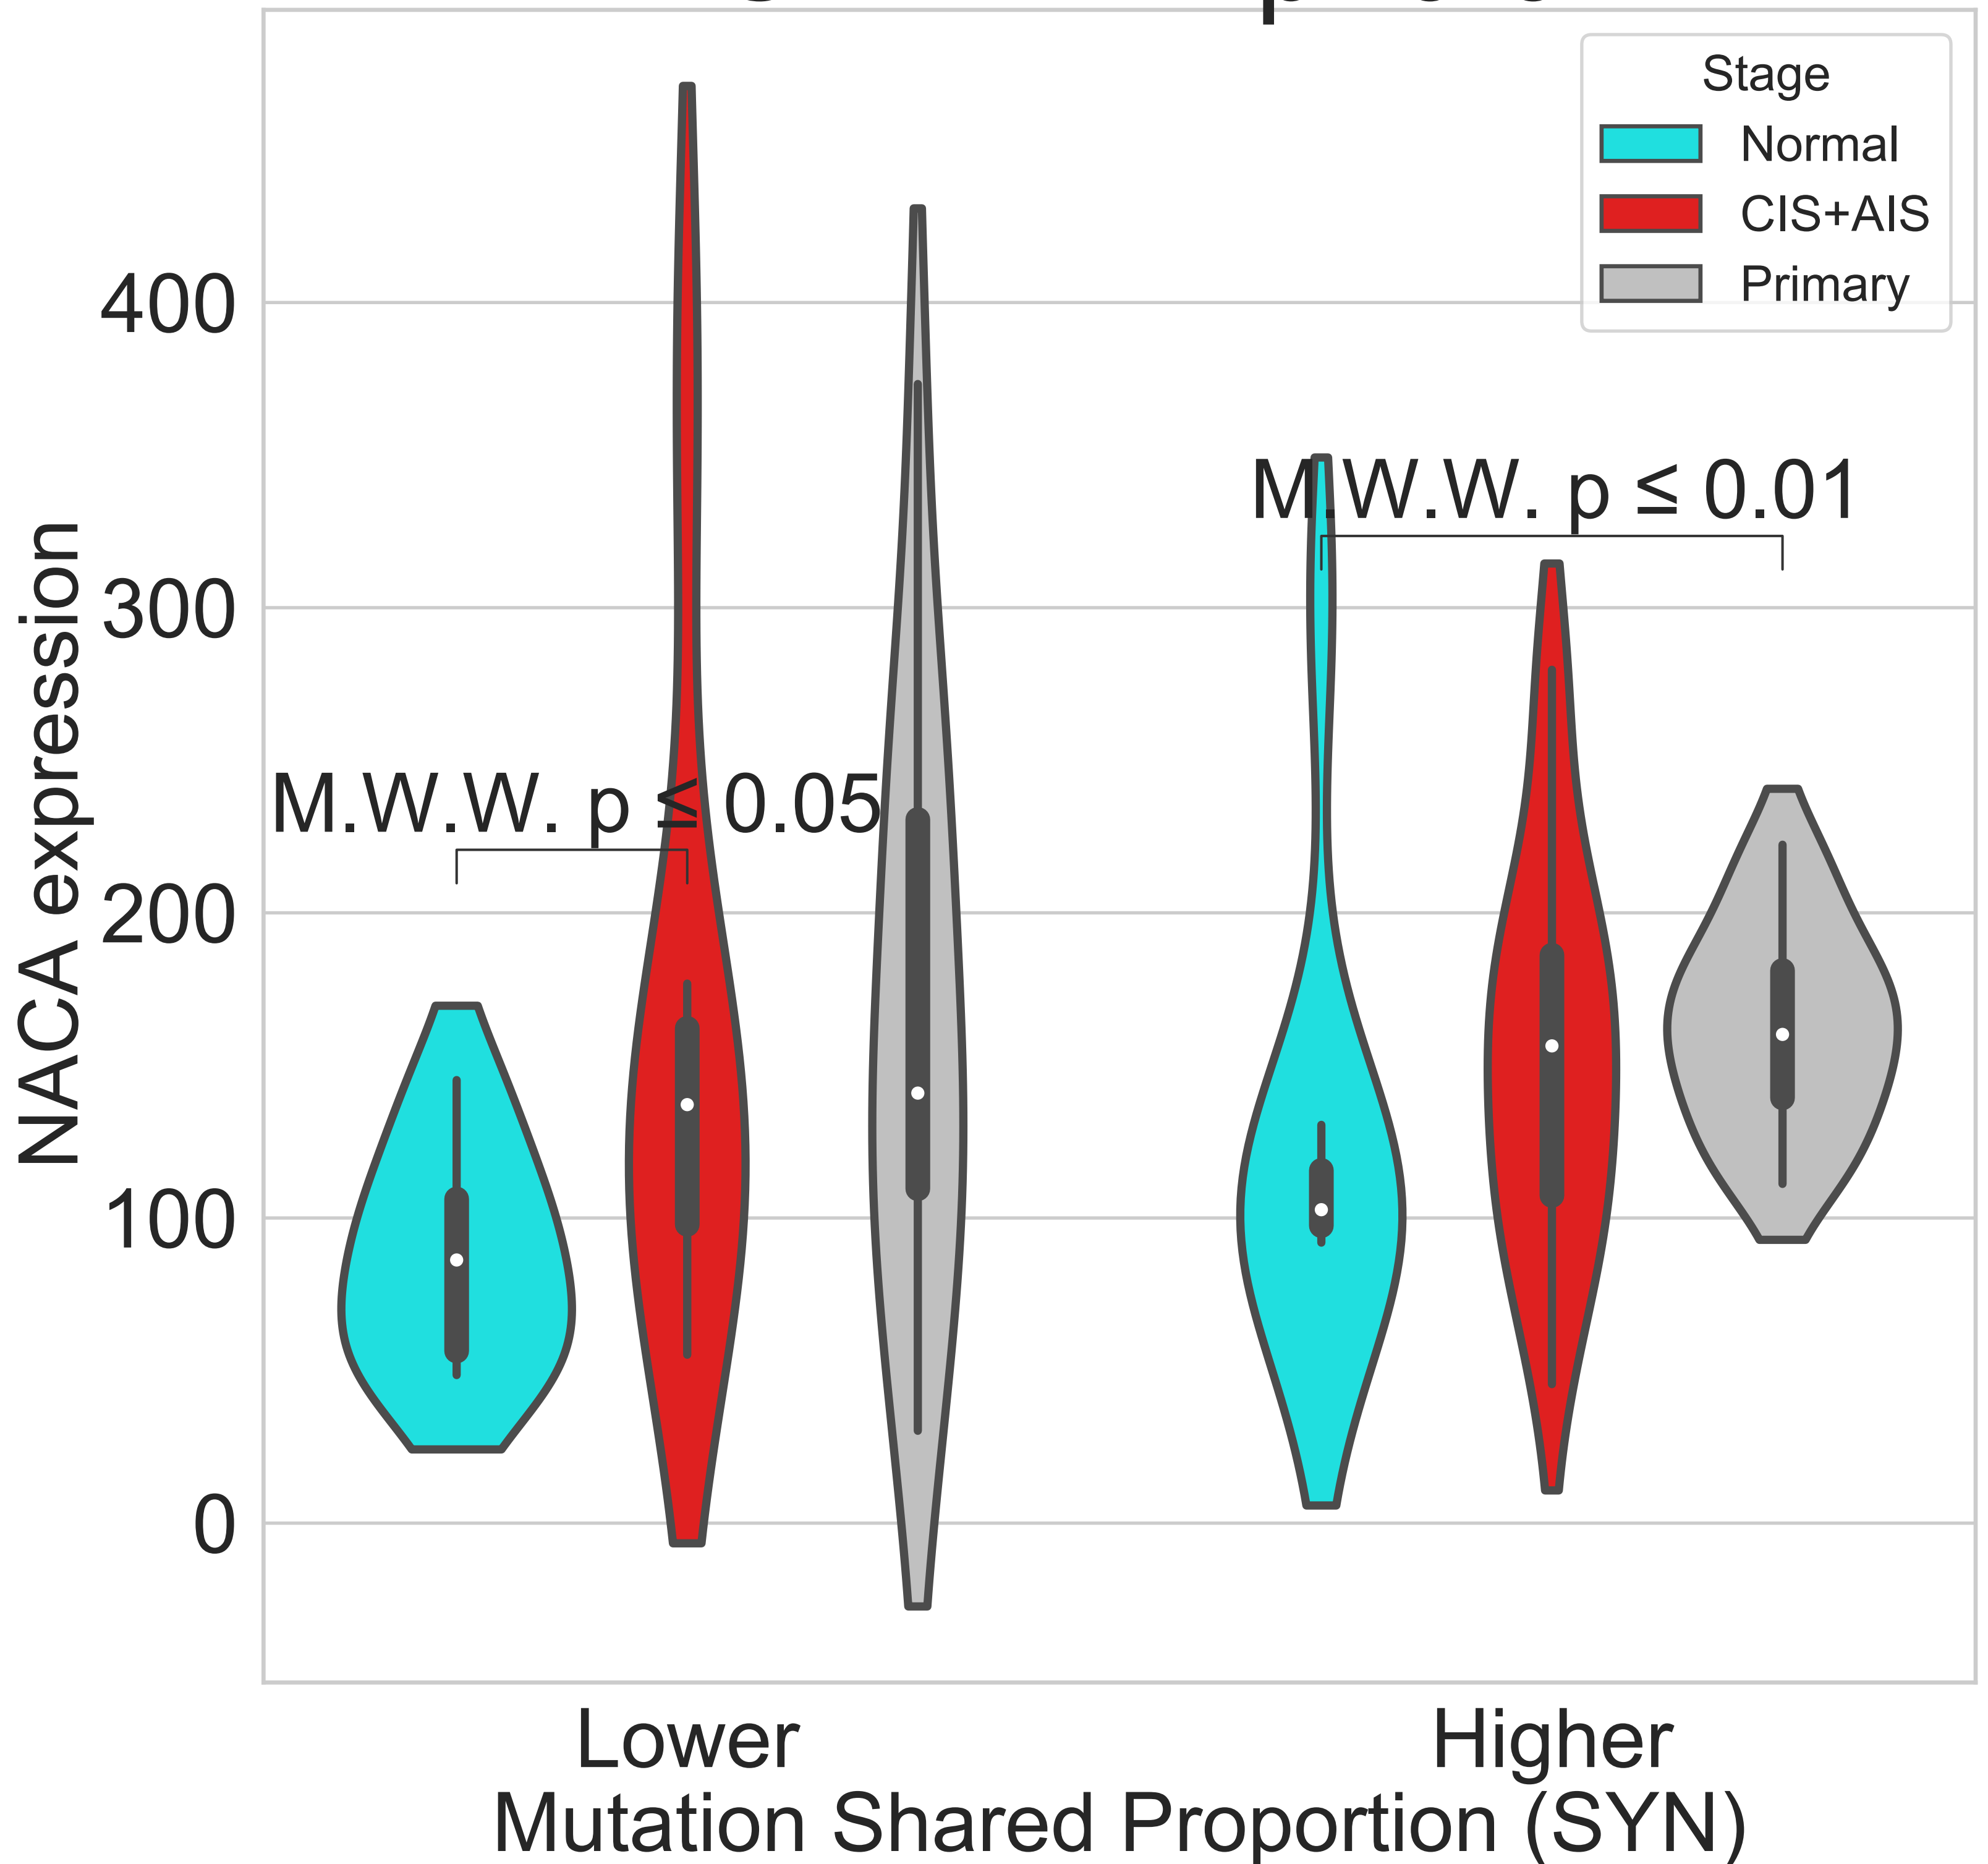 Stage
Normal
CIS+AIS
Primary
400
300
200
100
0
NACA expression
M.W.W. p ≤ 0.05
M.W.W. p ≤ 0.01
Lower
Higher
Mutation Shared Proportion (SYN)